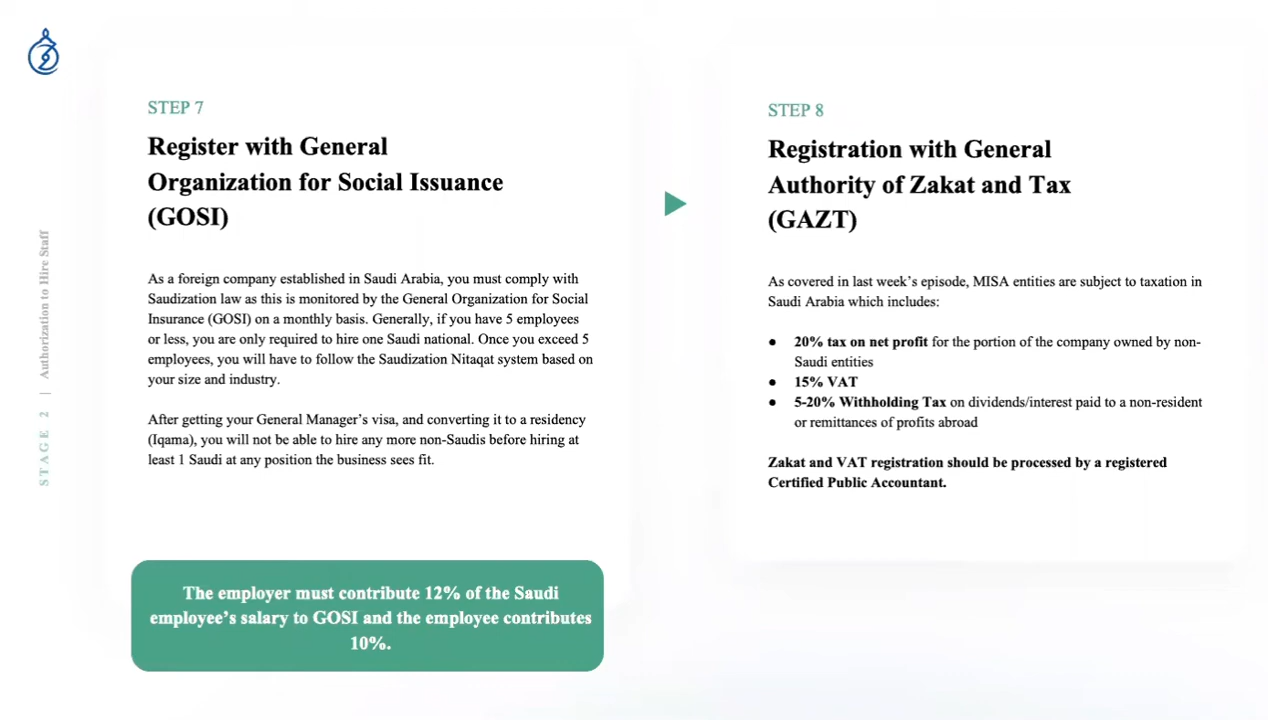 STEP 7
Register with General
Organization for Social Issuance
(GOSI)
As a foreign company established in Saudi Arabia, you must comply with
Saudization law as this is monitored by the General Organization for Social
Insurance (GOSI) on a monthly basis. Generally, if you have 5 employees
or less, you are only required to hire one Saudi national. Once you exceed 5
employees, you will have to follow the Saudization Nitaqat system based on
your size and industry.
After getting your General Manager’s visa, and converting it to a residency
(Iqama), you will not be able to hire any more non-Saudis before hiring at
least 1 Saudi at any position the business sees fit.
The employer must contribute 12% of the Saudi
employee’s salary to GOSI and the employee contributes
10%.
STEP 8
Registration with General
Authority of Zakat and Tax
(GAZT)
As covered in last week’s episode, MISA entities are subject to taxation in
Saudi Arabia which includes:
● 20% tax on net profit for the portion of the company owned by non-
Saudi entities
● 15% VAT
● 5-20% Withholding Tax on dividends/interest paid to a non-resident
or remittances of profits abroad
Zakat and VAT registration should be processed by a registered
Certified Public Accountant.
STAGE 2 | Authorization to Hire Staff